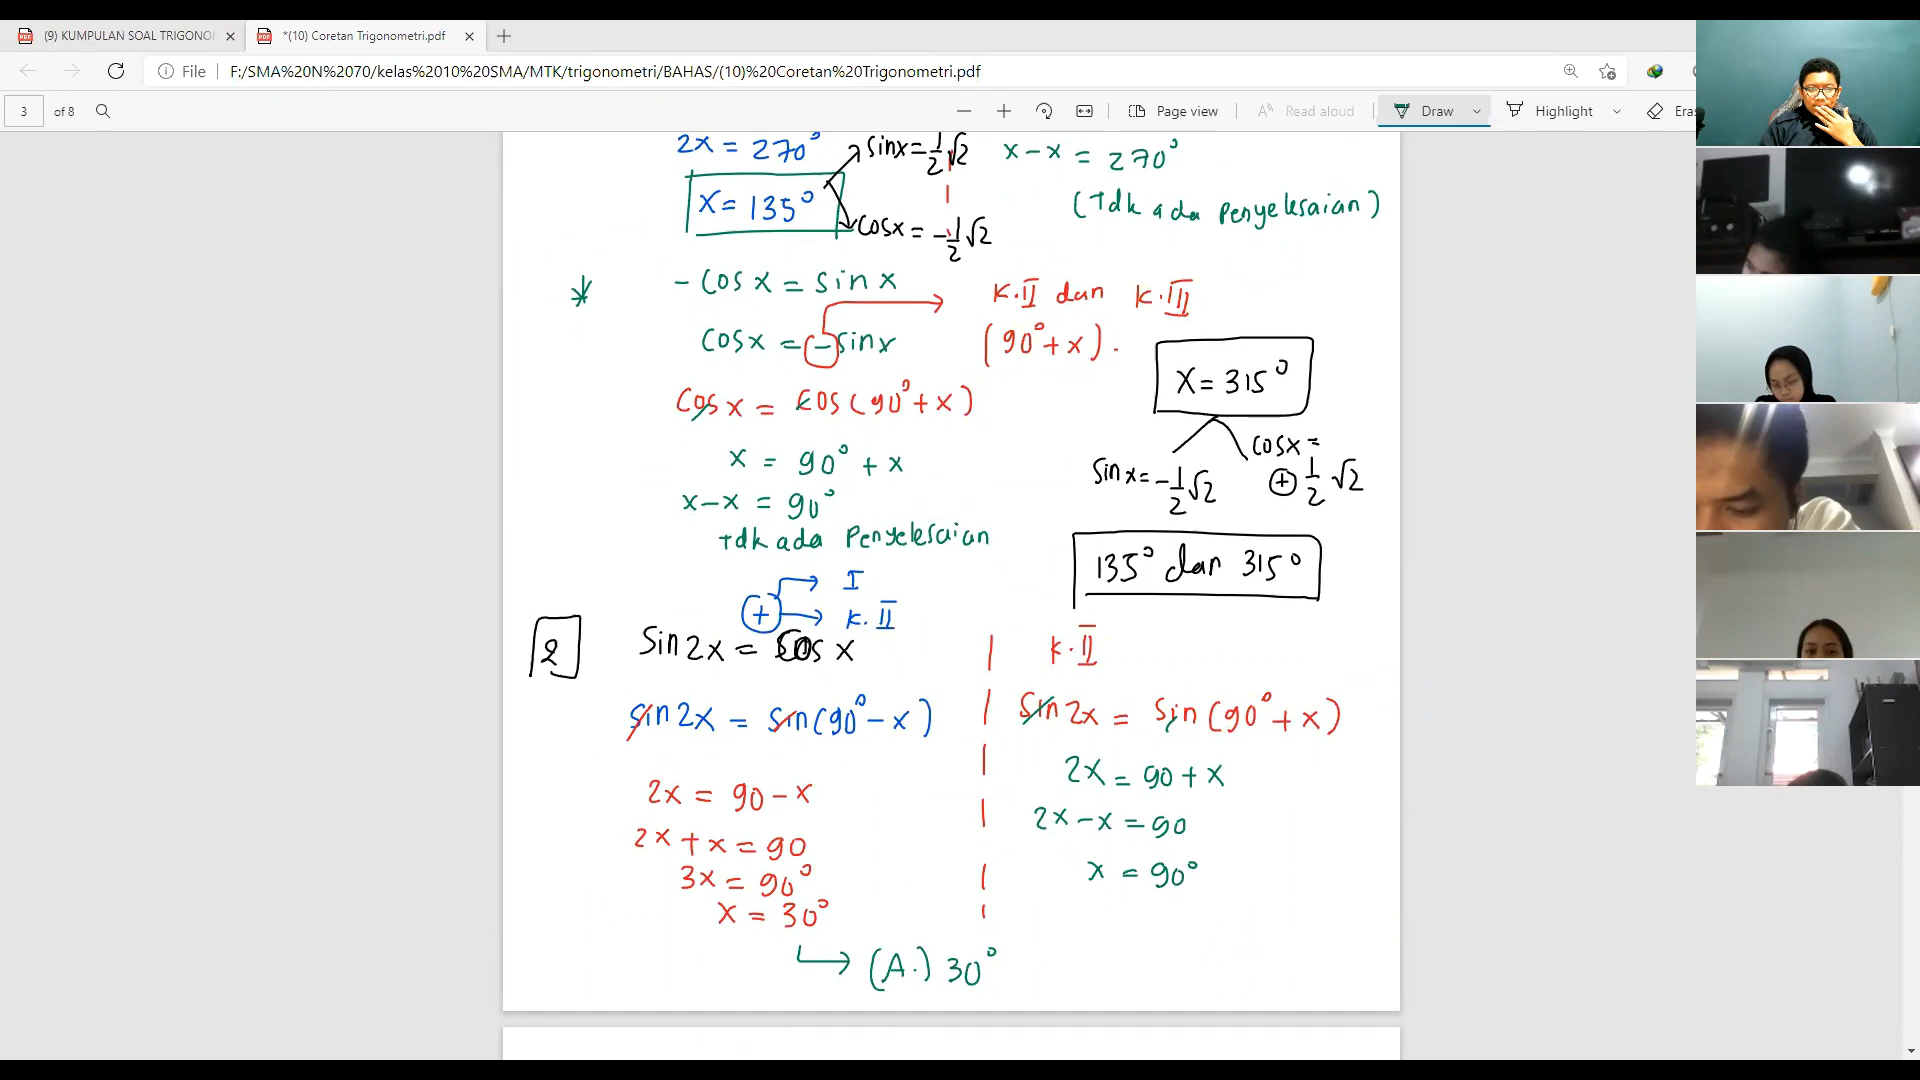 (9) KUMPULAN SOAL TRIGONO
*(10) Coretan Trigonometri.pdf
File
F:/SMA%20N%2070/kelas%2010%20SMA/MTK/trigonometri/BAHAS/(10)%20Coretan%20Trigonometri.pdf
3 of 8
Page view
Read aloud
Draw
Highlight
Eras
2x = 270°
x = 135°
sinx = 1/2 √2
cosx = -1/2 √2
x - x = 270°
(tdk ada penyelesaian)
* - cos x = sin x
cosx = - sinx
K.II dan K.III
(90° + x).
cos x = cos (90° + x)
x = 90° + x
x - x = 90°
tdk ada penyelesaian
x = 315°
sin x = -1/2 √2
cosx = + 1/2 √2
135° dan 315°
+ I
K. II
2 sin 2x = cos x
sin 2x = sin (90° - x)
2x = 90 - x
2x + x = 90
3x = 90°
x = 30°
(A.) 30°
K. II
sin 2x = sin (90° + x)
2x = 90 + x
2x - x = 90
x = 90°